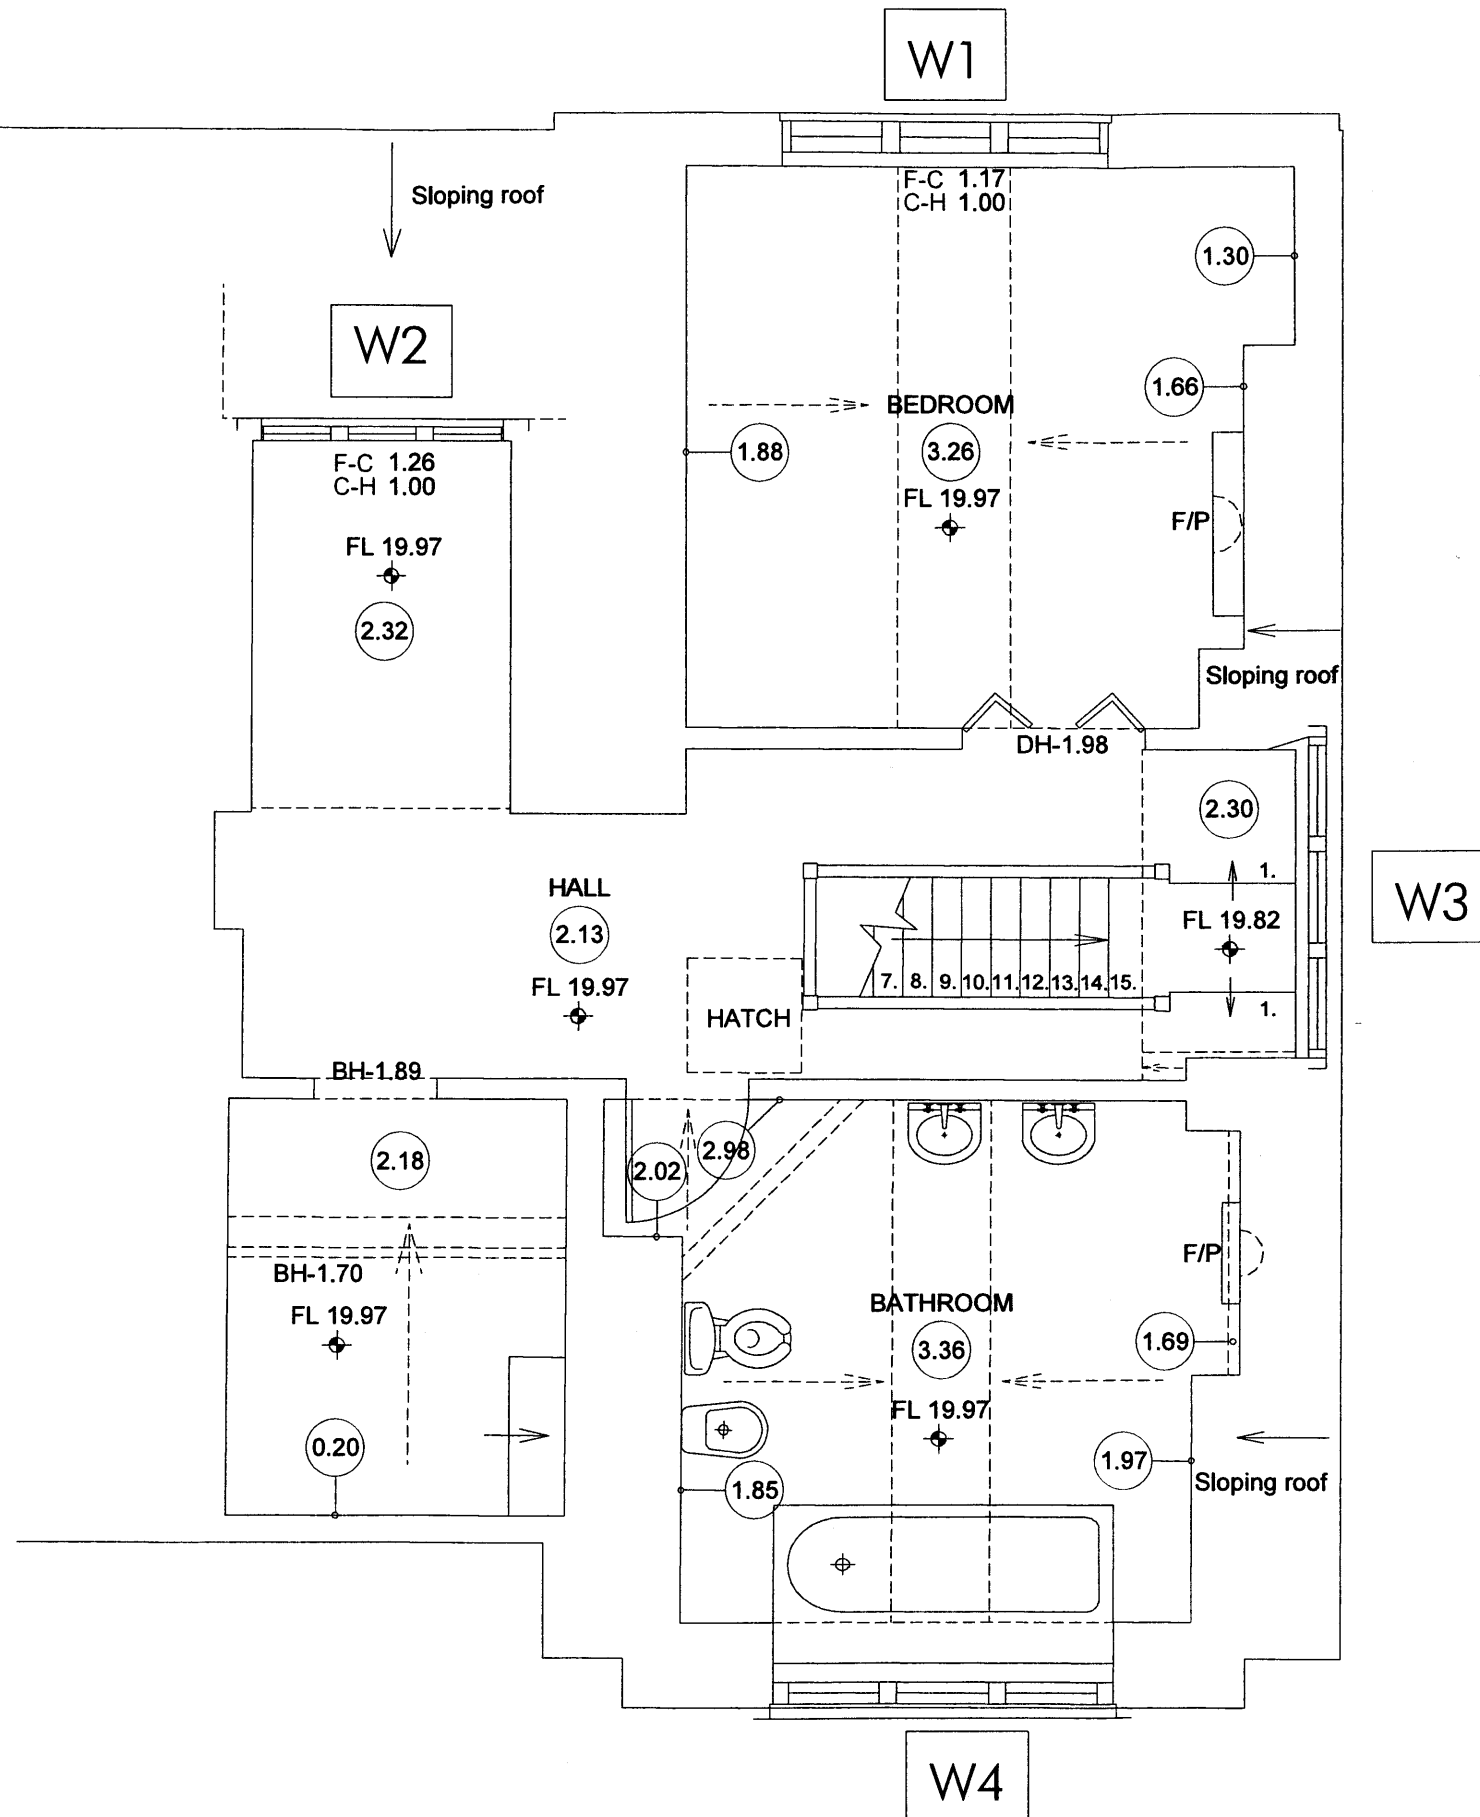 W1
Sloping roof
F-C 1.17
C-H 1.00
1.30
W2
1.66
BEDROOM
1.88
3.26
F-C 1.26
C-H 1.00
FL 19.97
F/P
FL 19.97
2.32
Sloping roof
DH-1.98
2.30
1.
HALL
W3
FL 19.82
2.13
7. 8. 9. 10. 11. 12. 13. 14. 15.
FL 19.97
1.
HATCH
BH-1.89
2.98
2.18
2.02
F/P
BH-1.70
BATHROOM
FL 19.97
1.69
3.36
FL 19.97
0.20
1.97
Sloping roof
1.85
W4